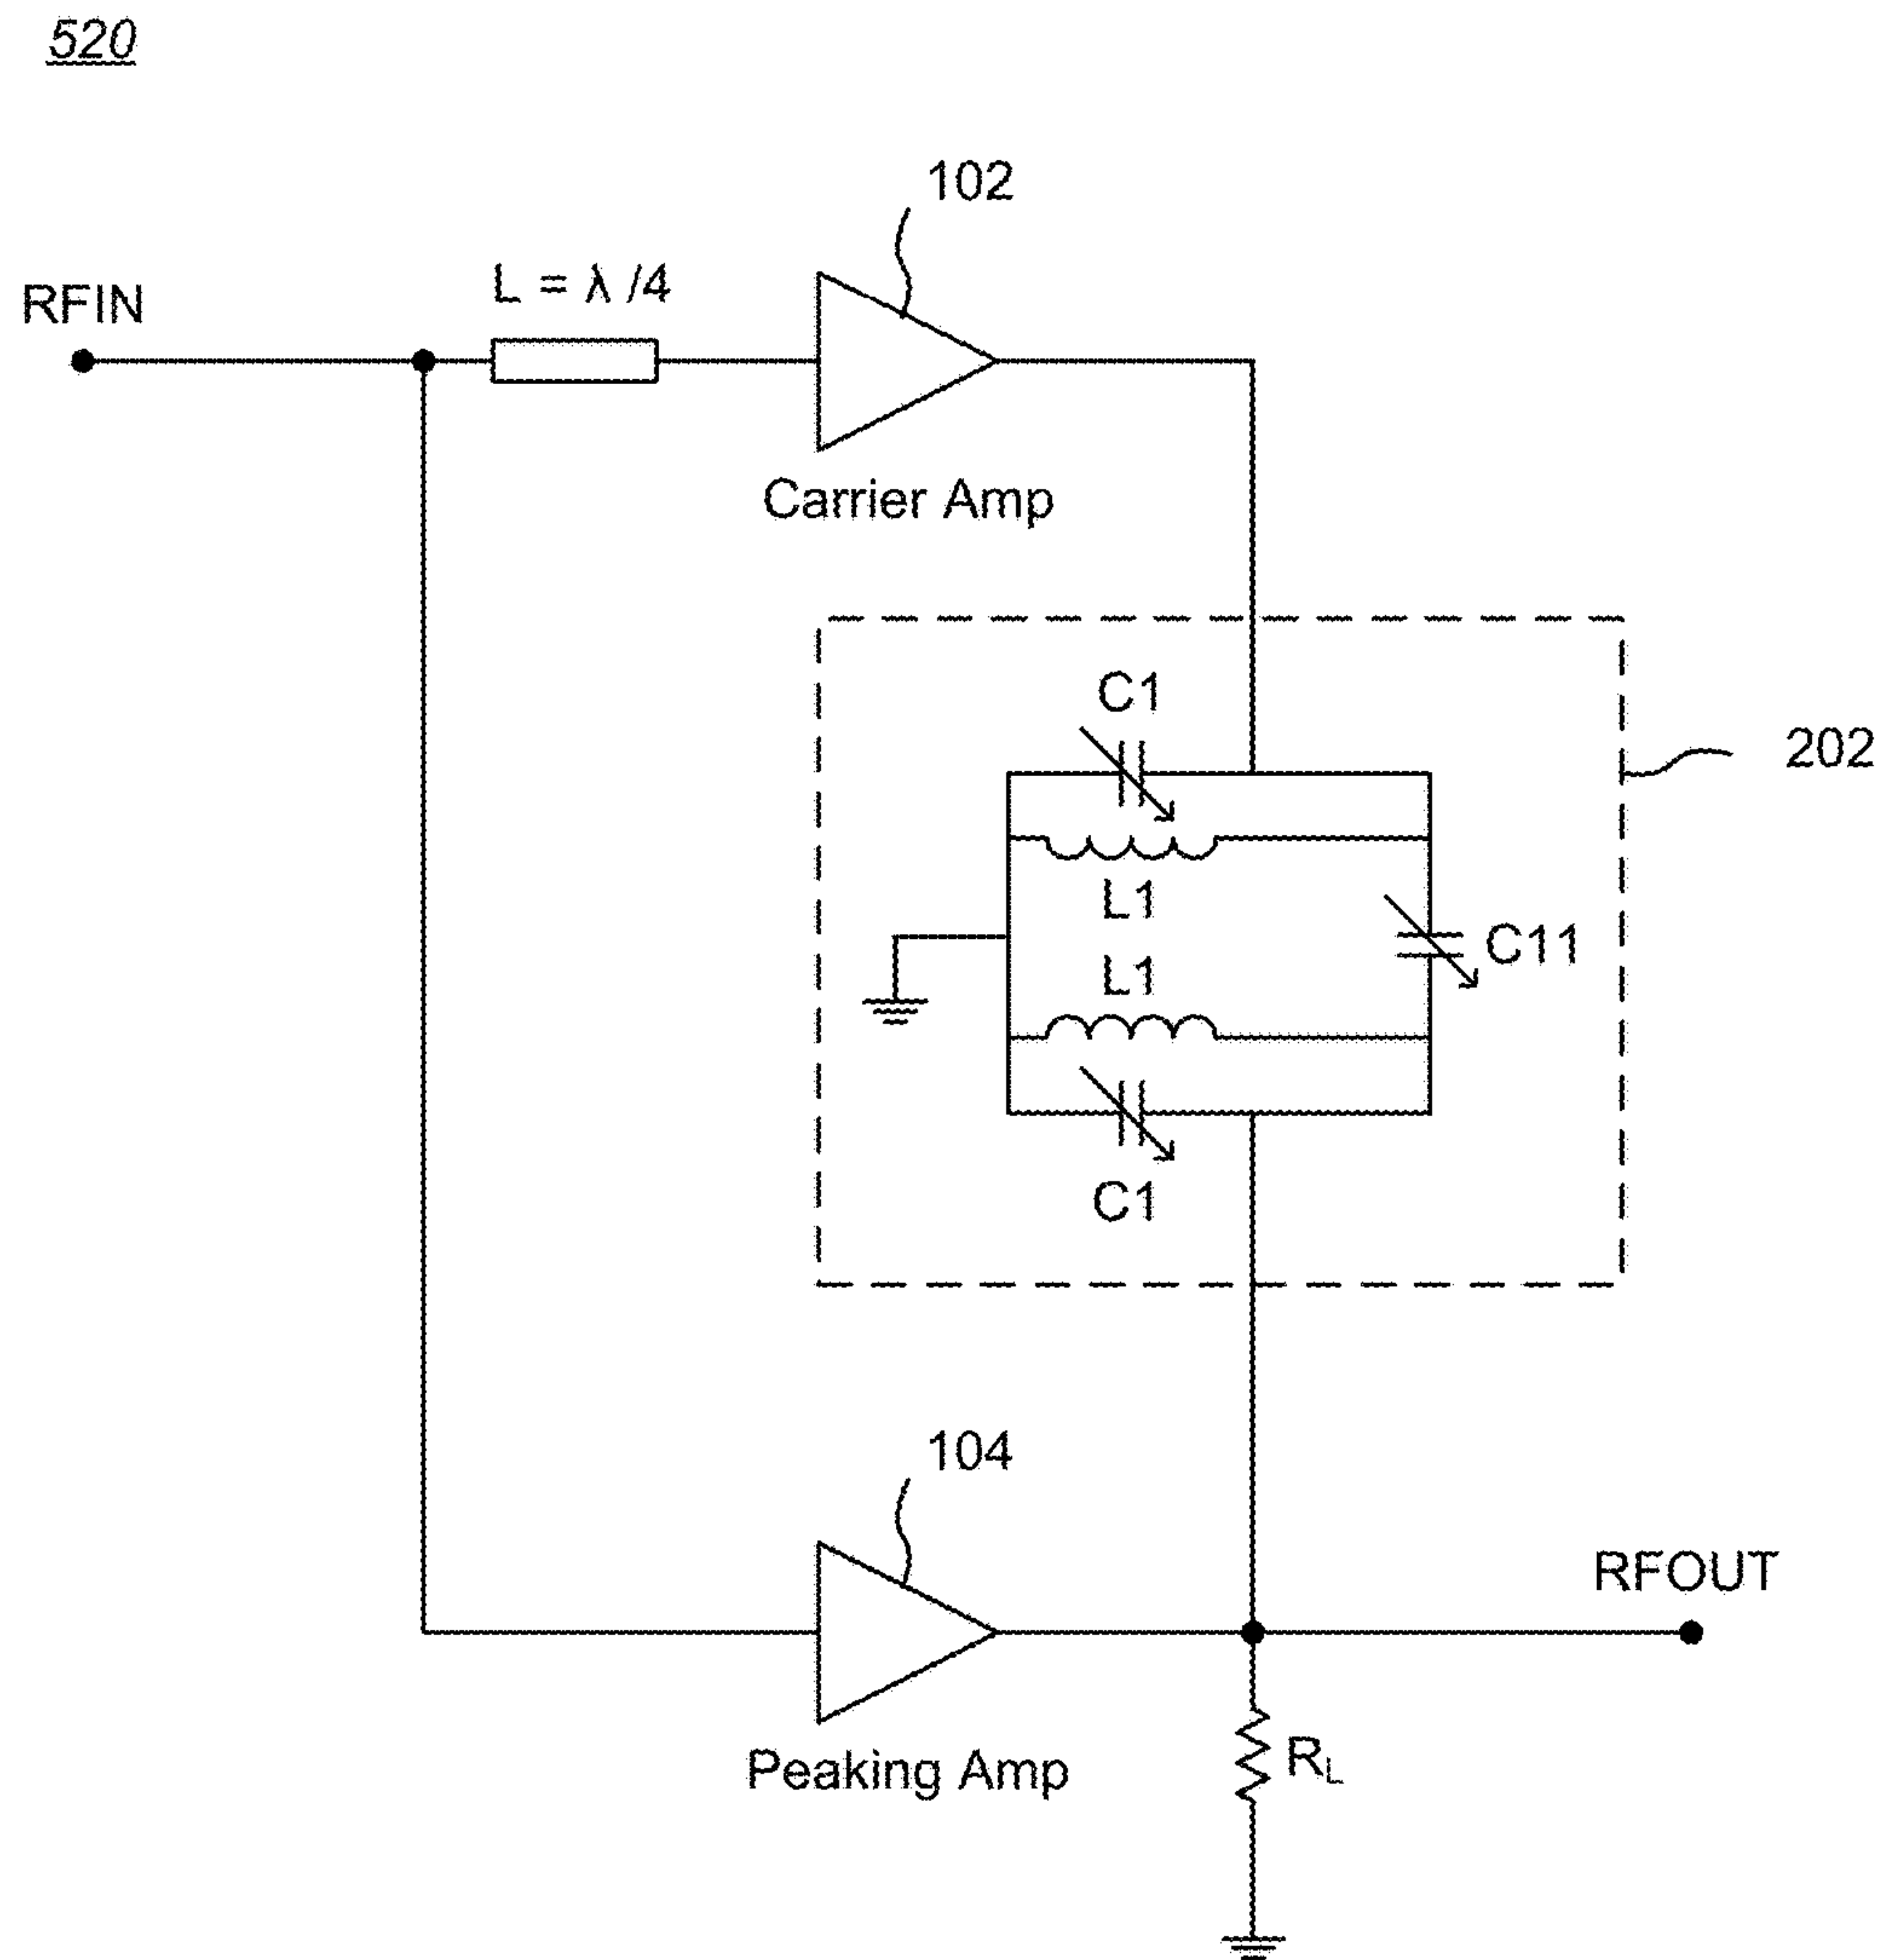 520
102
L = λ /4
RFIN
Carrier Amp
C1
202
L1
C11
L1
C1
104
RFOUT
Peaking Amp
RL